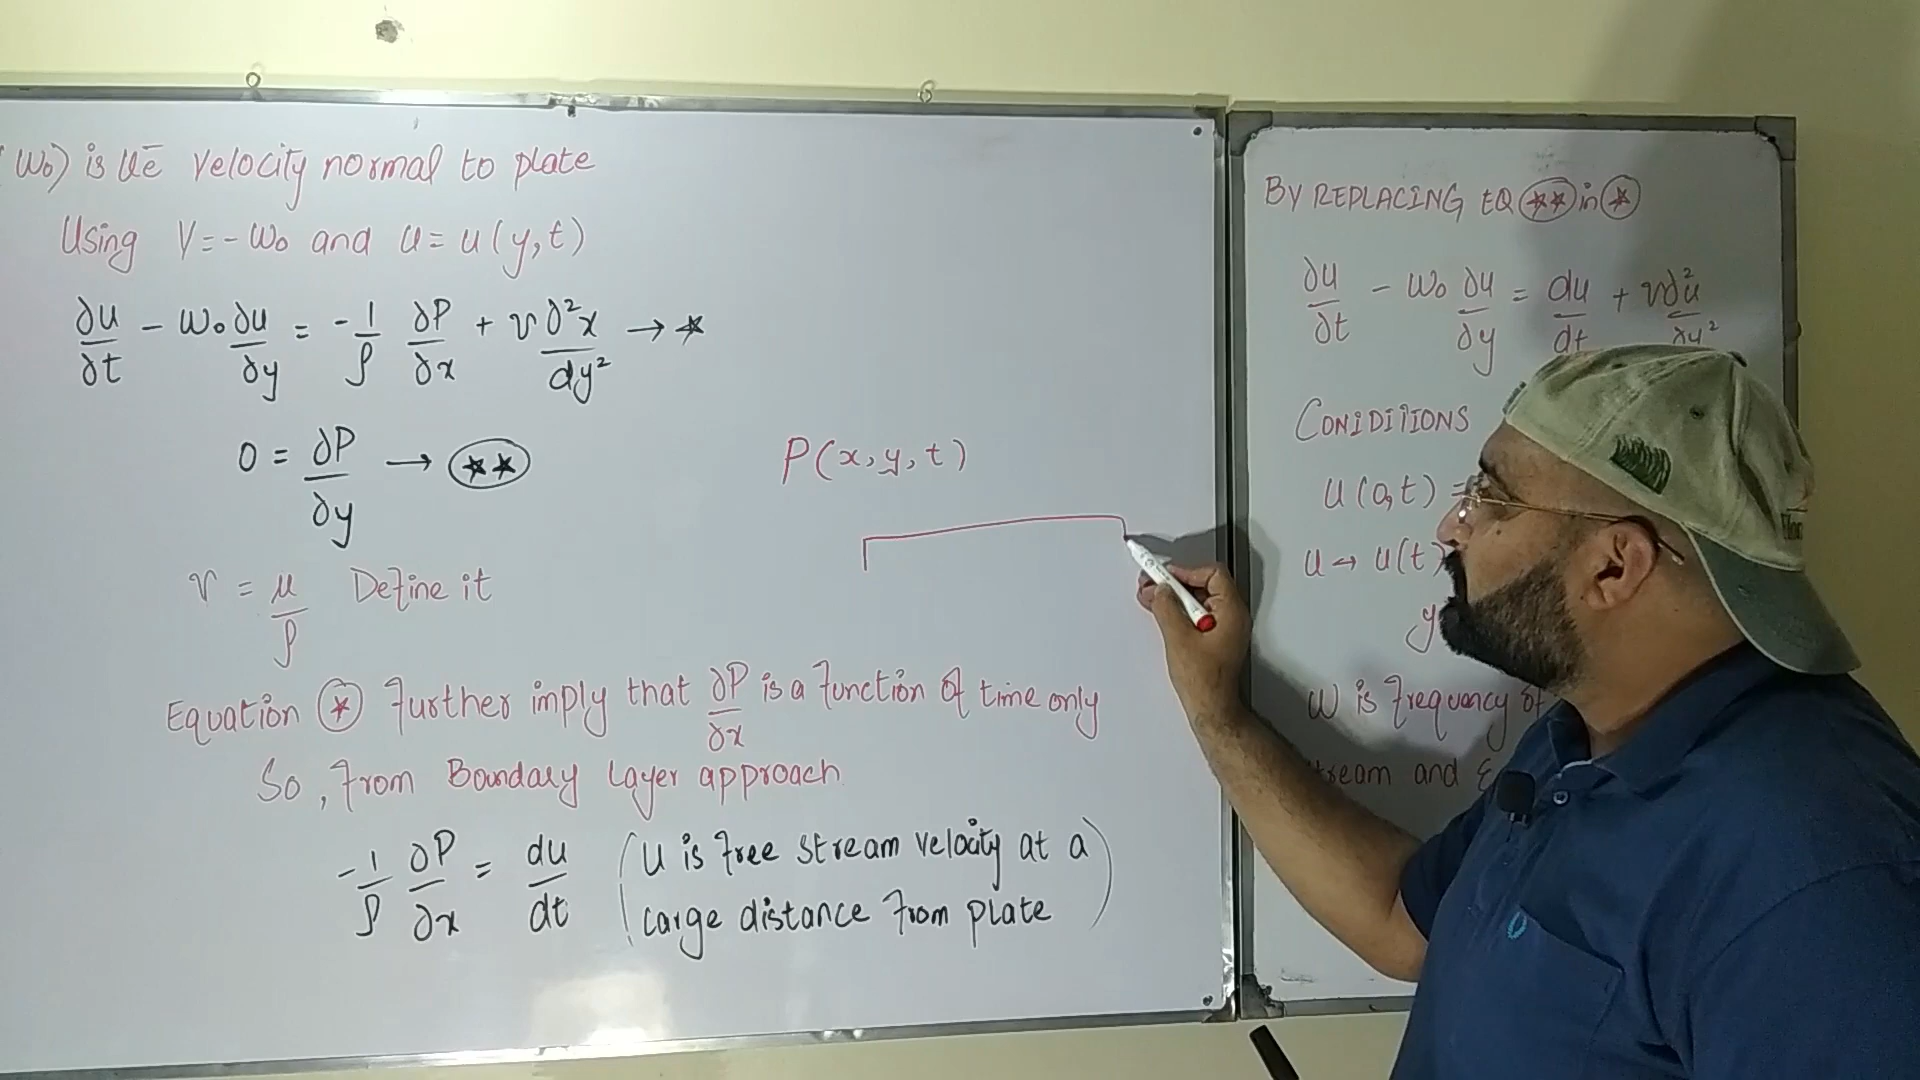 (W₀) is Vē velocity normal to plate
Using V = -W₀ and u = u(y,t)
∂u/∂t - W₀ ∂u/∂y = -1/ρ ∂P/∂x + ν ∂²x/dy² → ★
0 = ∂P/∂y → ★★
P(x,y,t)
ν = μ/ρ Define it
Equation ★ further imply that ∂P/∂x is a function of time only
So, from Boundary layer approach
-1/ρ ∂P/∂x = du/dt (U is free stream velocity at a
large distance from plate)
BY REPLACING EQ ★★ in ★
∂u/∂t - W₀ ∂u/∂y = du/dt + ν∂²u/∂y²
CONIDITIONS
u(0,t) =
u → u(t)
y
W is frequency of
stream and